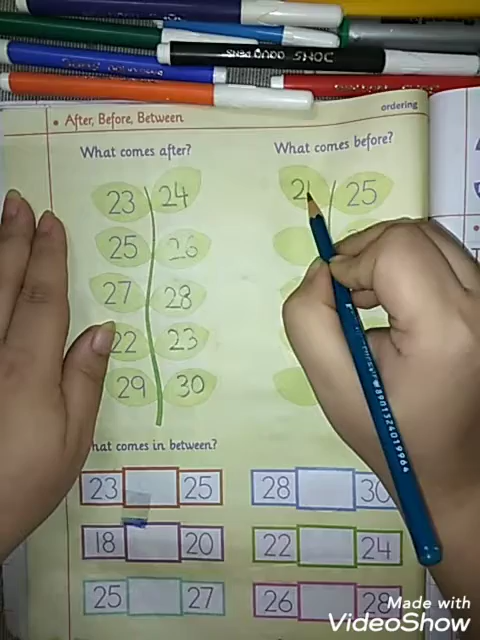 After, Before, Between
ordering
What comes after?
23 24
25 26
27 28
22 23
29 30
What comes before?
25
hat comes in between?
23 25
28 30
18 20
22 24
25 27
26 28
8901324019964
Made with
VideoShow